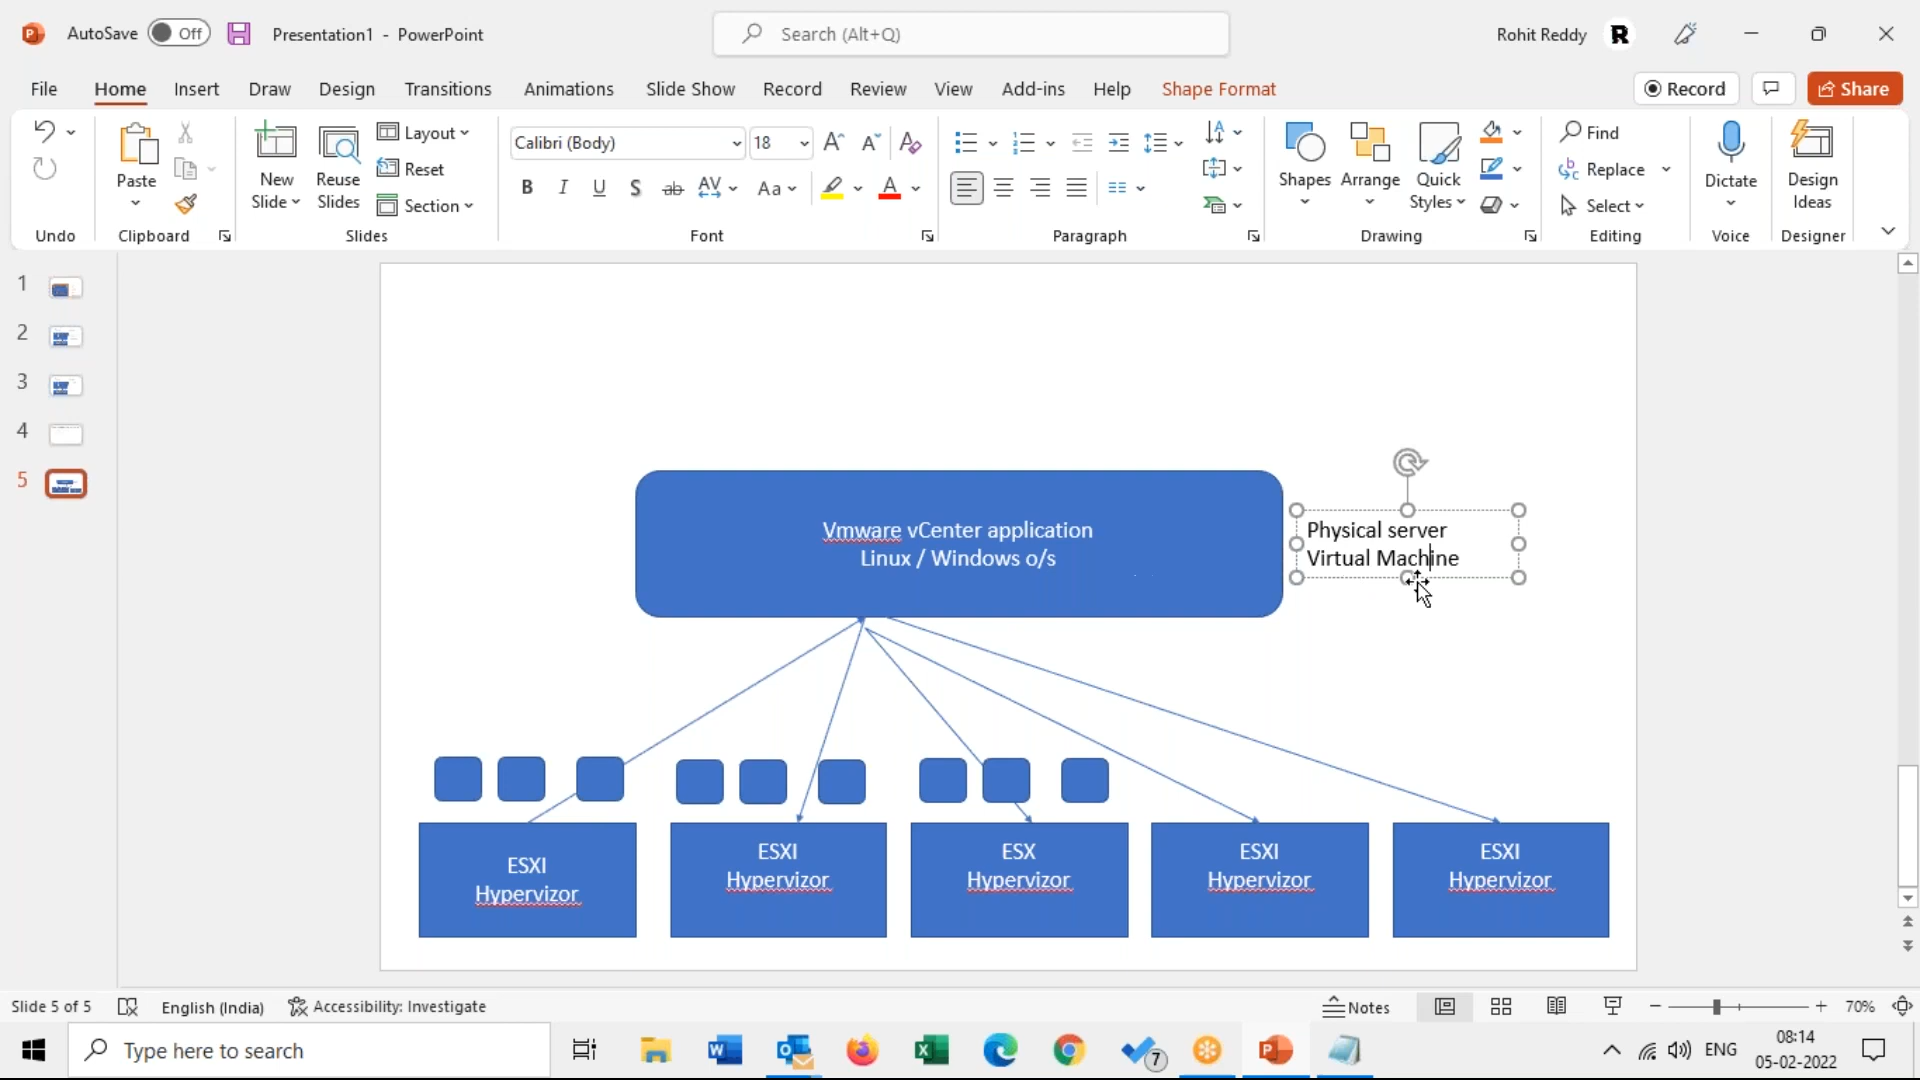 AutoSave Off Presentation1 - PowerPoint Search (Alt+Q) Rohit Reddy
File Home Insert Draw Design Transitions Animations Slide Show Record Review View Add-ins Help Shape Format Record Share
Paste
New
Slide
Reuse
Slides
Layout
Reset
Section
Calibri (Body) 18
Shapes
Arrange
Quick
Styles
Find
Replace
Select
Dictate
Design
Ideas
Undo Clipboard Slides Font Paragraph Drawing Editing Voice Designer
1
2
3
4
5
Vmware vCenter application
Linux / Windows o/s
Physical server
Virtual Machine
ESXI
Hypervizor
ESXI
Hypervizor
ESX
Hypervizor
ESXI
Hypervizor
ESXI
Hypervizor
Slide 5 of 5 English (India) Accessibility: Investigate Notes 70%
Type here to search 7 ENG
08:14
05-02-2022